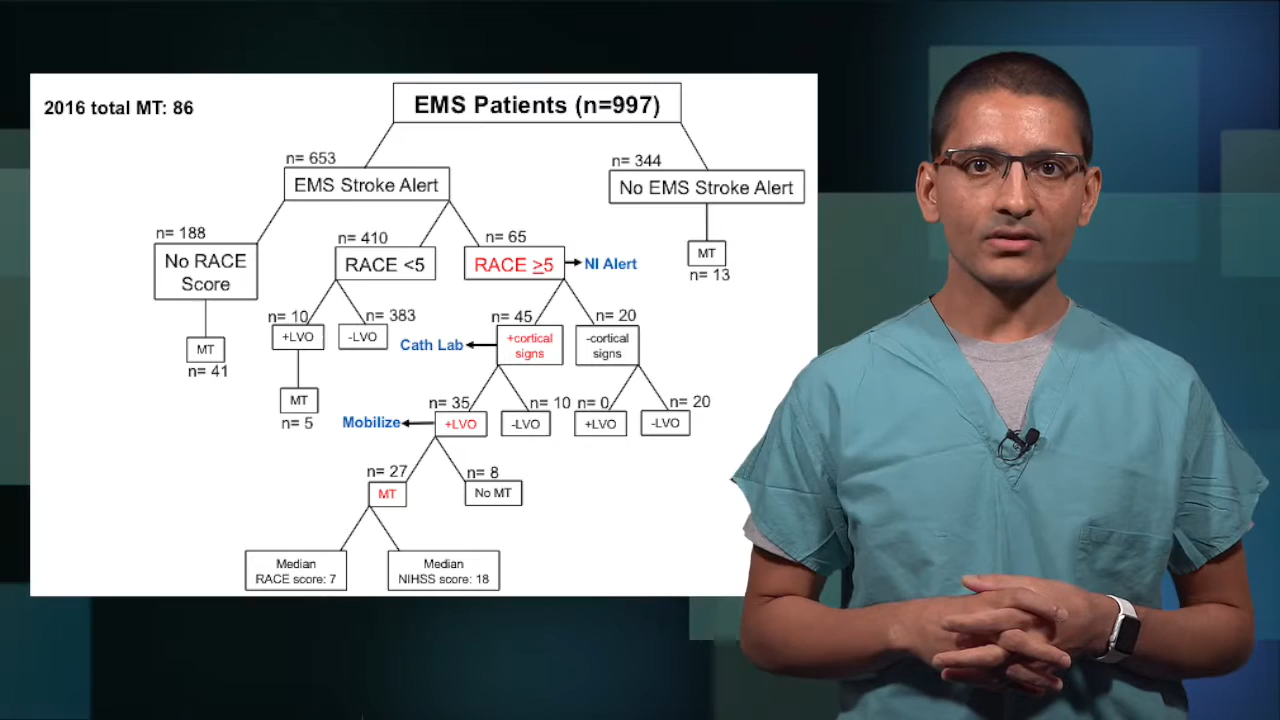 2016 total MT: 86
EMS Patients (n=997)
n= 653
EMS Stroke Alert
n= 344
No EMS Stroke Alert
n= 188
No RACE
Score
n= 410
RACE <5
n= 65
RACE ≥5
NI Alert
MT
n= 13
n= 10
+LVO
n= 383
-LVO
n= 45
+cortical
signs
Cath Lab
n= 20
-cortical
signs
MT
n= 41
MT
n= 5
n= 35
+LVO
Mobilize
n= 10
-LVO
n= 0
+LVO
n= 20
-LVO
n= 27
MT
n= 8
No MT
Median
RACE score: 7
Median
NIHSS score: 18